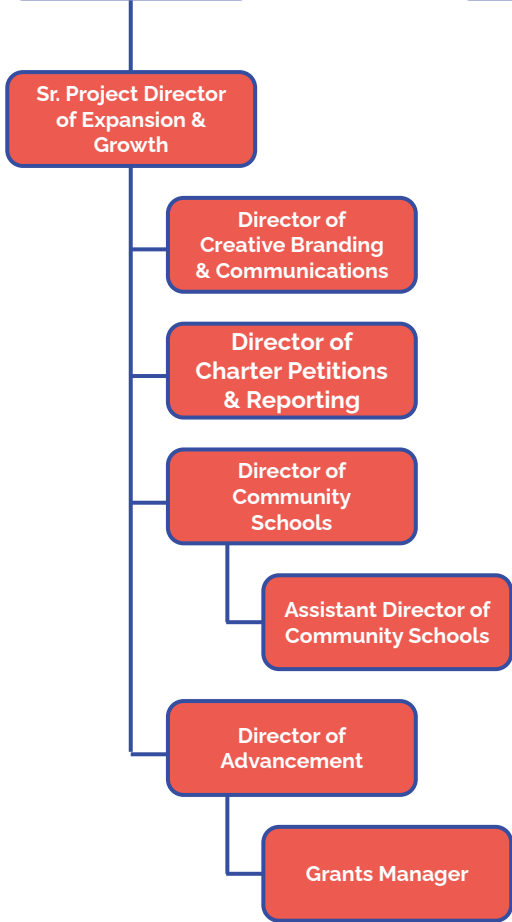 Sr. Project Director
of Expansion &
Growth
Director of
Creative Branding
& Communications
Director of
Charter Petitions
& Reporting
Director of
Community
Schools
Assistant Director of
Community Schools
Director of
Advancement
Grants Manager